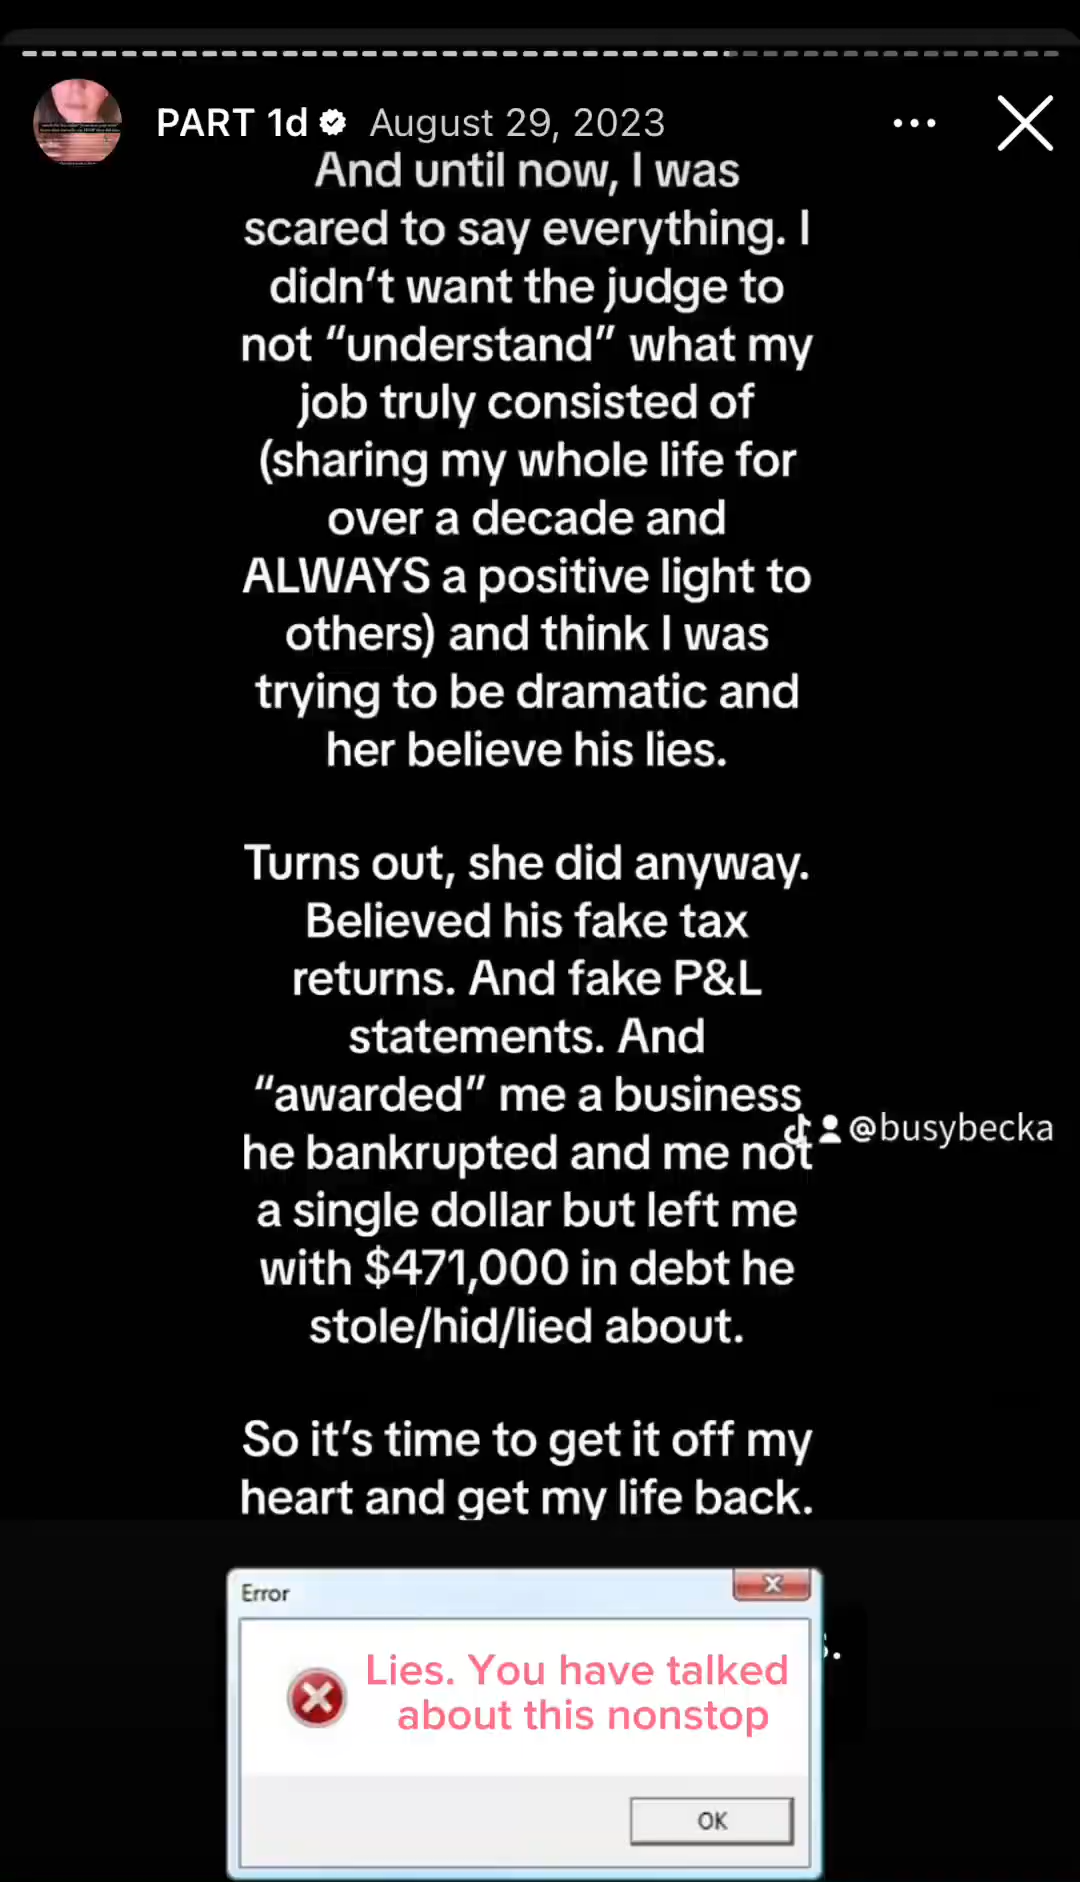 PART 1d August 29, 2023
And until now, I was
scared to say everything. I
didn't want the judge to
not “understand” what my
job truly consisted of
(sharing my whole life for
over a decade and
ALWAYS a positive light to
others) and think I was
trying to be dramatic and
her believe his lies.
Turns out, she did anyway.
Believed his fake tax
returns. And fake P&L
statements. And
“awarded” me a business
he bankrupted and me not
a single dollar but left me
with $471,000 in debt he
stole/hid/lied about.
@busybecka
So it's time to get it off my
heart and get my life back.
Error
Lies. You have talked
about this nonstop
OK